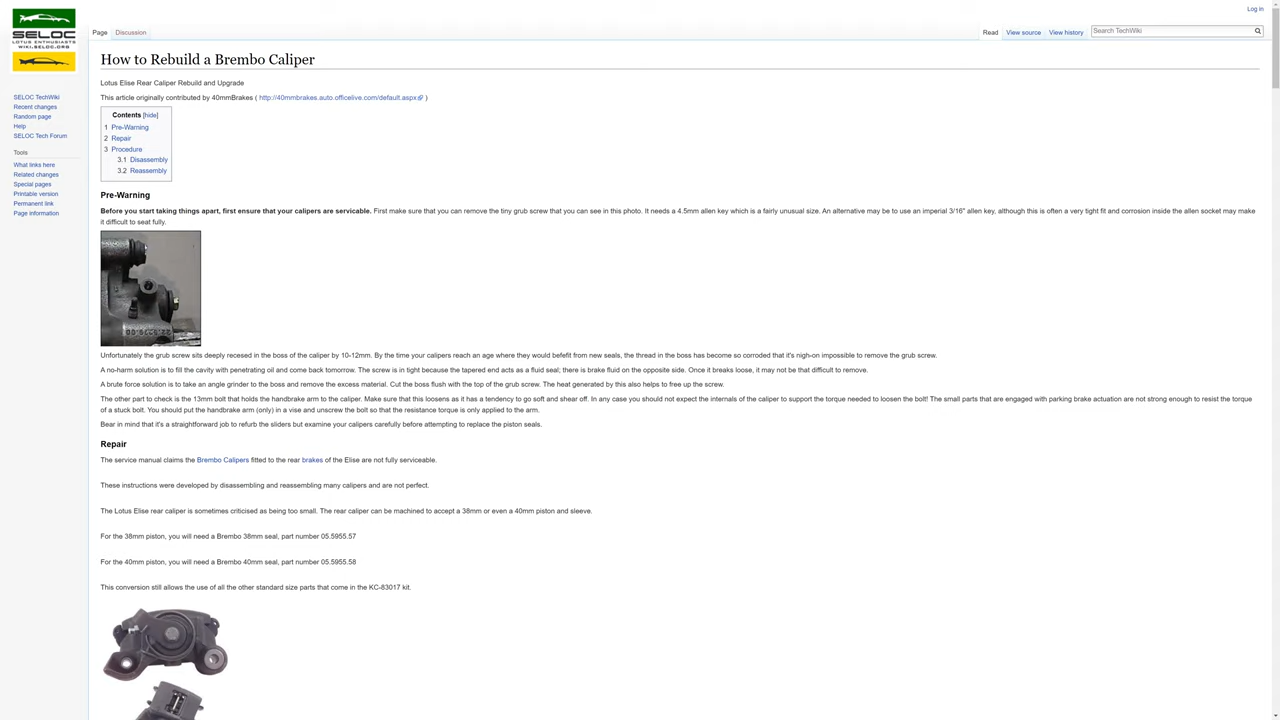 Log in
SELOC
LOTUS ENTHUSIASTS
WIKI.SELOC.ORG
Page
Discussion
Read
View source
View history
Search TechWiki
SELOC TechWiki
Recent changes
Random page
Help
SELOC Tech Forum
Tools
What links here
Related changes
Special pages
Printable version
Permanent link
Page information
How to Rebuild a Brembo Caliper
Lotus Elise Rear Caliper Rebuild and Upgrade
This article originally contributed by 40mmBrakes ( http://40mmbrakes.auto.officelive.com/default.aspx )
Contents [hide]
1 Pre-Warning
2 Repair
3 Procedure
3.1 Disassembly
3.2 Reassembly
Pre-Warning
Before you start taking things apart, first ensure that your calipers are servicable. First make sure that you can remove the tiny grub screw that you can see in this photo. It needs a 4.5mm allen key which is a fairly unusual size. An alternative may be to use an imperial 3/16" allen key, although this is often a very tight fit and corrosion inside the allen socket may make
it difficult to seat fully.
Unfortunately the grub screw sits deeply recesed in the boss of the caliper by 10-12mm. By the time your calipers reach an age where they would befefit from new seals, the thread in the boss has become so corroded that it's nigh-on impossible to remove the grub screw.
A no-harm solution is to fill the cavity with penetrating oil and come back tomorrow. The screw is in tight because the tapered end acts as a fluid seal; there is brake fluid on the opposite side. Once it breaks loose, it may not be that difficult to remove.
A brute force solution is to take an angle grinder to the boss and remove the excess material. Cut the boss flush with the top of the grub screw. The heat generated by this also helps to free up the screw.
The other part to check is the 13mm bolt that holds the handbrake arm to the caliper. Make sure that this loosens as it has a tendency to go soft and shear off. In any case you should not expect the internals of the caliper to support the torque needed to loosen the bolt! The small parts that are engaged with parking brake actuation are not strong enough to resist the torque
of a stuck bolt. You should put the handbrake arm (only) in a vise and unscrew the bolt so that the resistance torque is only applied to the arm.
Bear in mind that it's a straightforward job to refurb the sliders but examine your calipers carefully before attempting to replace the piston seals.
Repair
The service manual claims the Brembo Calipers fitted to the rear brakes of the Elise are not fully serviceable.
These instructions were developed by disassembling and reassembling many calipers and are not perfect.
The Lotus Elise rear caliper is sometimes criticised as being too small. The rear caliper can be machined to accept a 38mm or even a 40mm piston and sleeve.
For the 38mm piston, you will need a Brembo 38mm seal, part number 05.5955.57
For the 40mm piston, you will need a Brembo 40mm seal, part number 05.5955.58
This conversion still allows the use of all the other standard size parts that come in the KC-83017 kit.